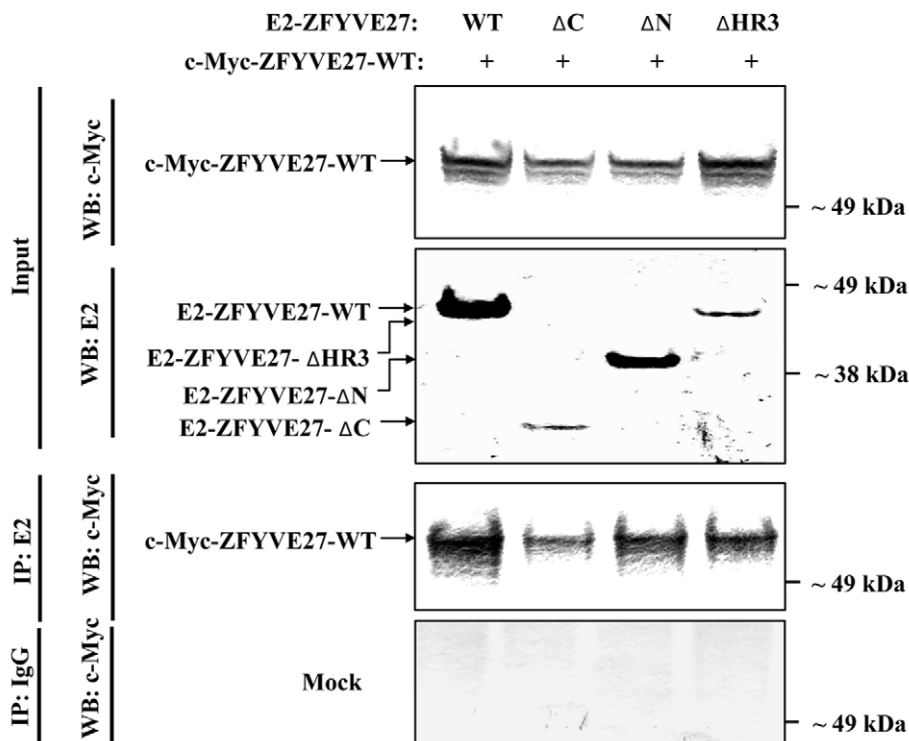 E2-ZFYVE27: WT ΔC ΔN ΔHR3
c-Myc-ZFYVE27-WT: + + + +
Input
WB: c-Myc
c-Myc-ZFYVE27-WT
~ 49 kDa
WB: E2
~ 49 kDa
E2-ZFYVE27-WT
E2-ZFYVE27- ΔHR3
~ 38 kDa
E2-ZFYVE27-ΔN
E2-ZFYVE27- ΔC
IP: E2
WB: c-Myc
c-Myc-ZFYVE27-WT
~ 49 kDa
IP: IgG
WB: c-Myc
Mock
~ 49 kDa